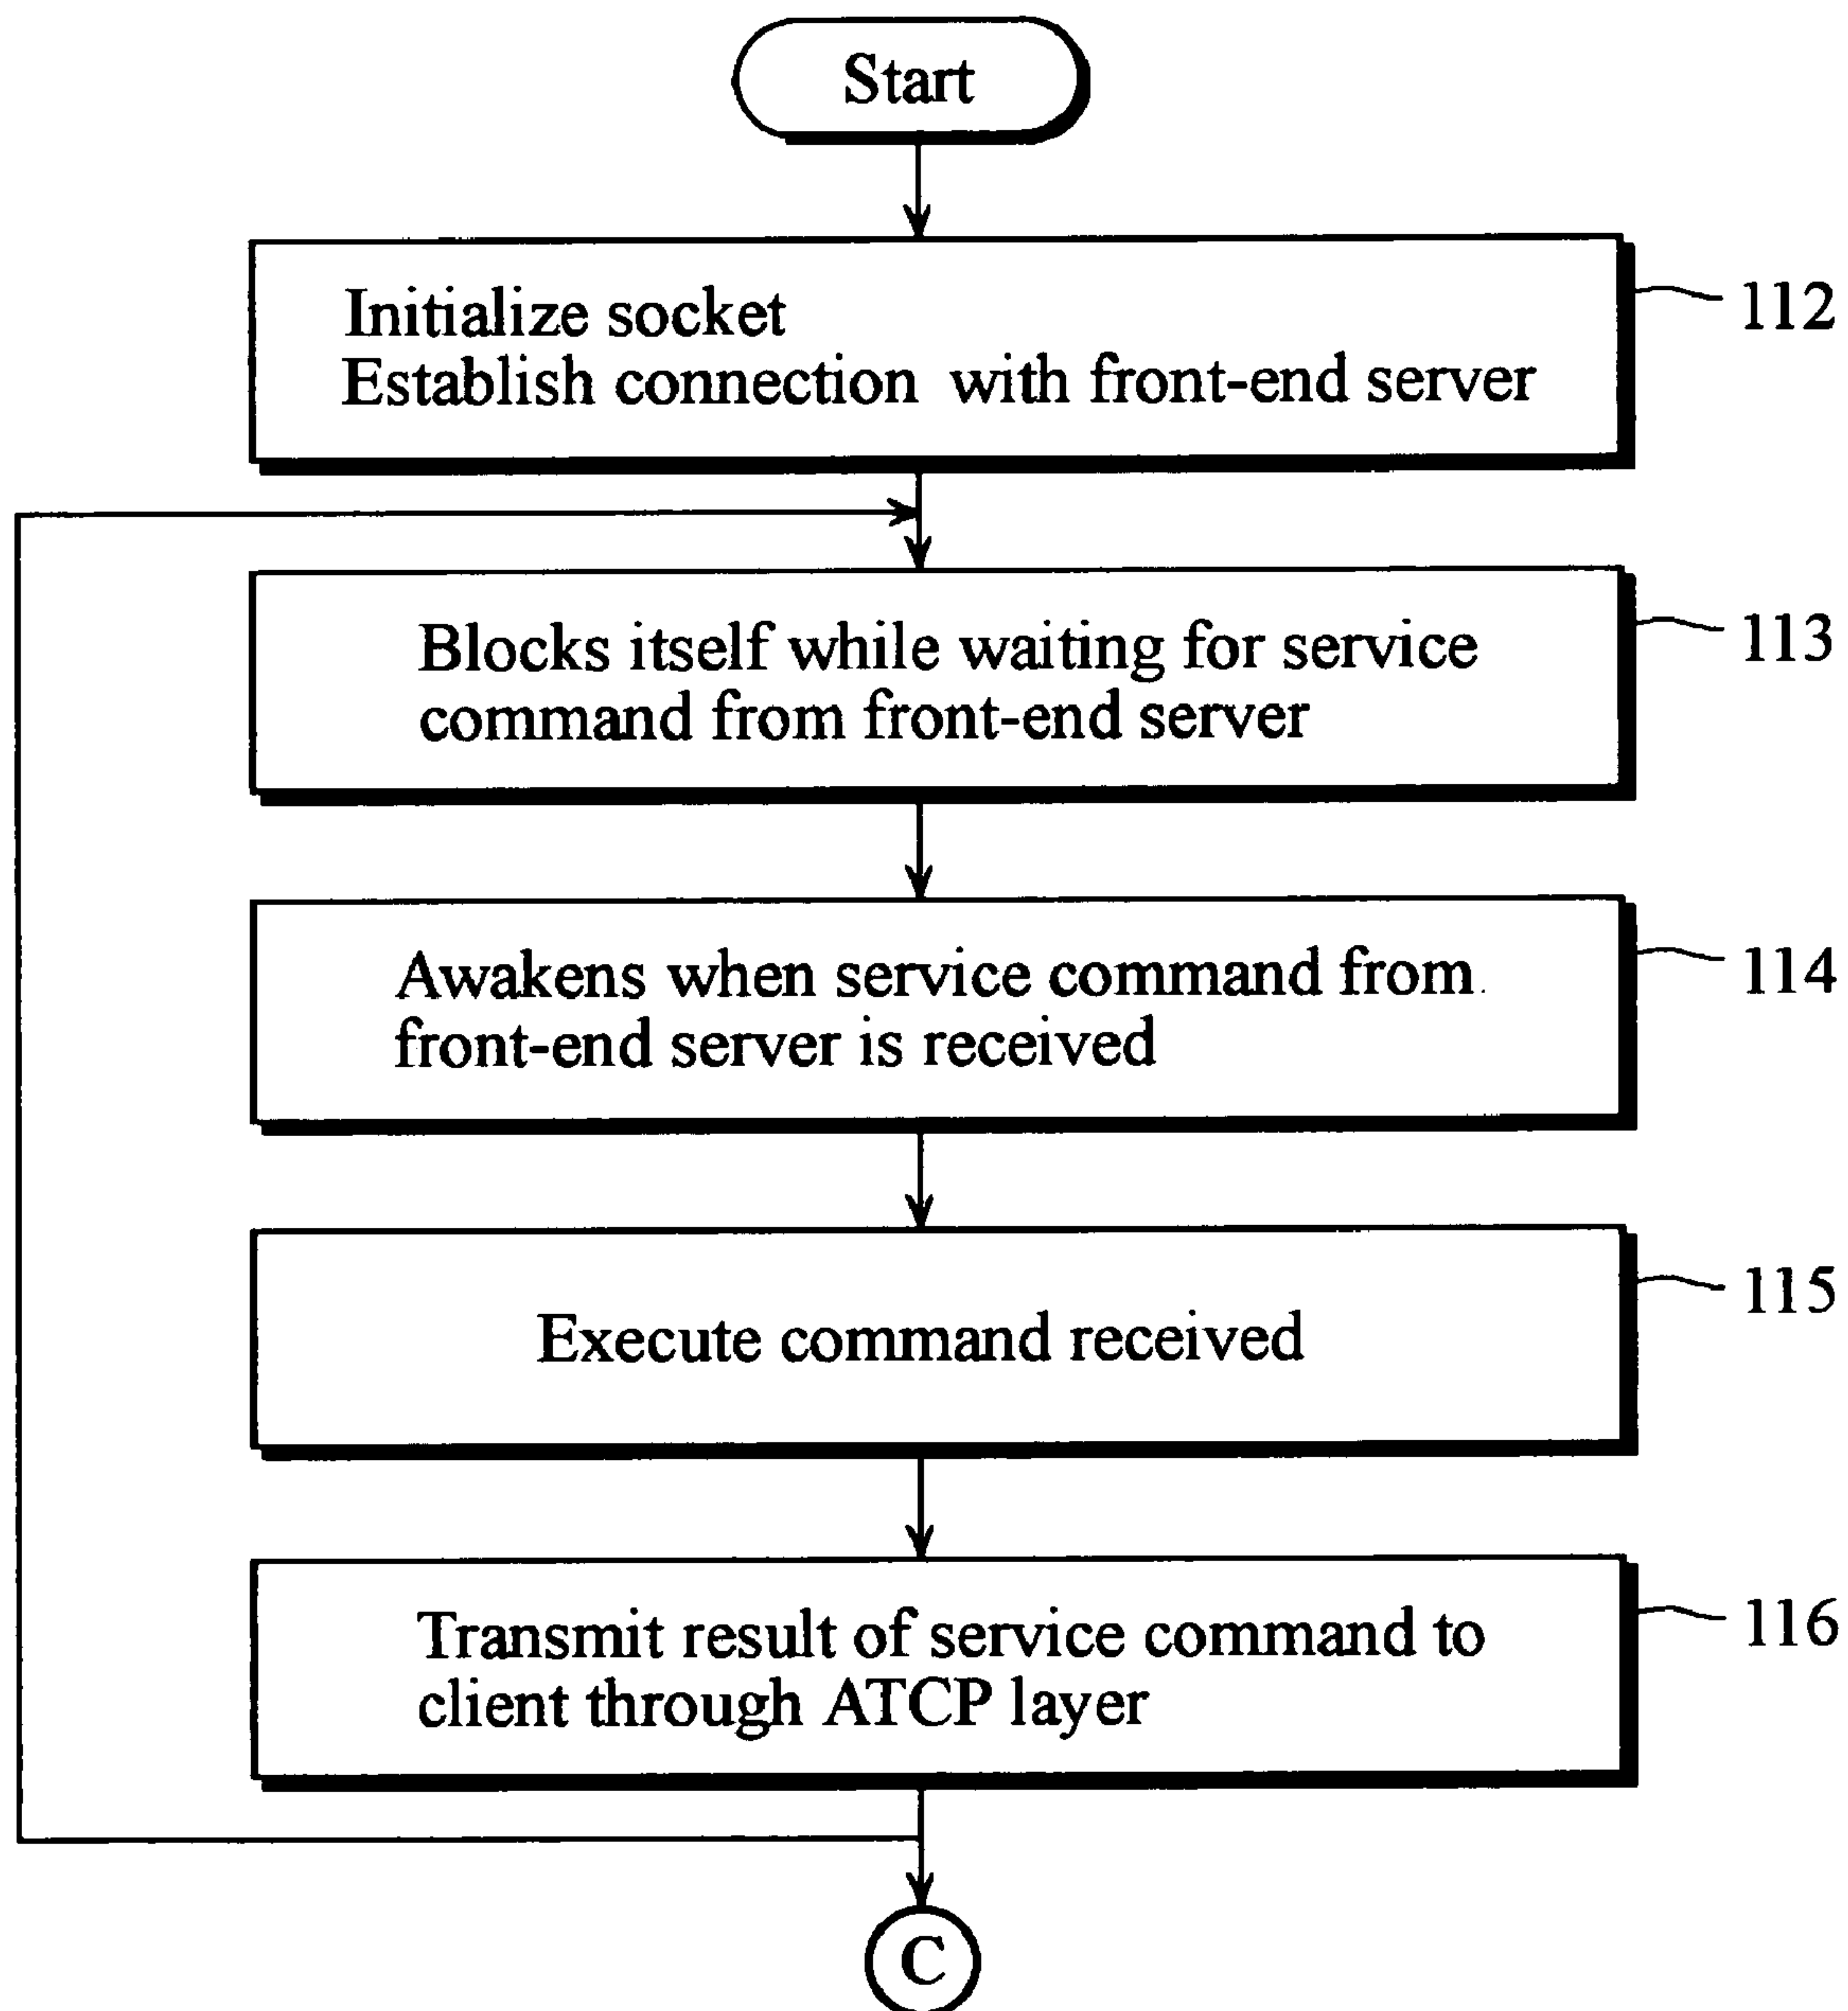 Start
Initialize socket
Establish connection with front-end server
112
Blocks itself while waiting for service
command from front-end server
113
Awakens when service command from
front-end server is received
114
Execute command received
115
Transmit result of service command to
client through ATCP layer
116
C